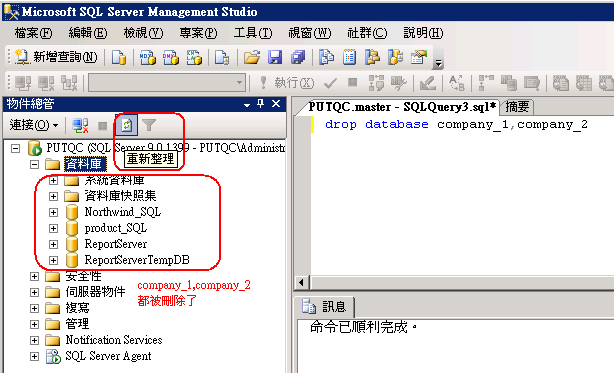 Microsoft SQL Server Management Studio
檔案(F) 編輯(E) 檢視(V) 專案(P) 工具(T) 視窗(W) 社群(C) 說明(H)
新增查詢(N)
執行(X)
物件總管
連接(O)
重新整理
PUTQC (SQL Server 9.0.1399 - PUTQC\Administr
資料庫
系統資料庫
資料庫快照集
Northwind_SQL
product_SQL
ReportServer
ReportServerTempDB
安全性
伺服器物件
複寫
管理
Notification Services
SQL Server Agent
company_1,company_2
都被刪除了
PUTQC.master - SQLQuery3.sql* 摘要
drop database company_1,company_2
訊息
命令已順利完成。